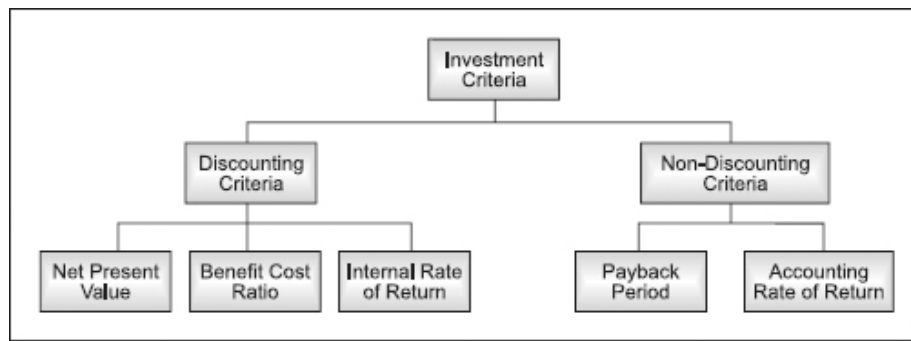 Investment
Criteria
Discounting
Criteria
Non-Discounting
Criteria
Net Present
Value
Benefit Cost
Ratio
Internal Rate
of Return
Payback
Period
Accounting
Rate of Return